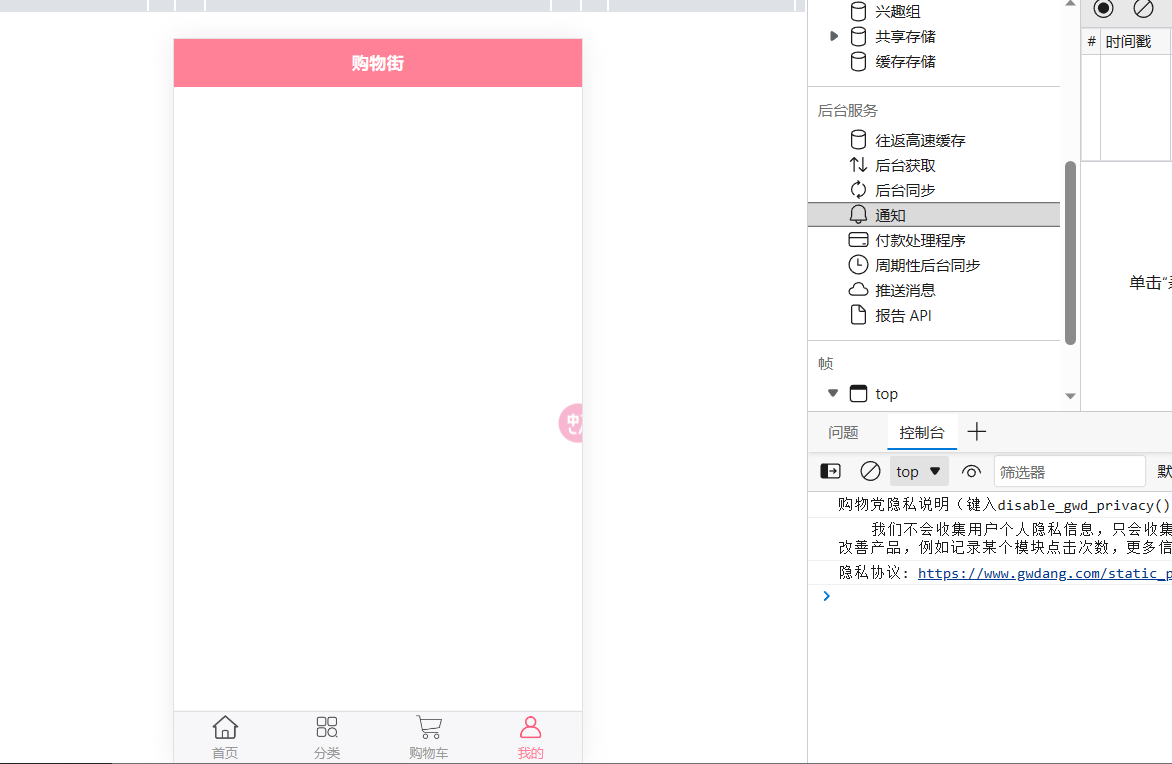 购物街
首页
分类
购物车
我的
兴趣组
共享存储
缓存存储
后台服务
往返高速缓存
后台获取
后台同步
通知
付款处理程序
周期性后台同步
推送消息
报告 API
帧
top
# 时间戳
单击“
问题
控制台
top
筛选器
默
购物党隐私说明（键入disable_gwd_privacy()
我们不会收集用户个人隐私信息，只会收集
改善产品，例如记录某个模块点击次数，更多信
隐私协议: https://www.gwdang.com/static_p